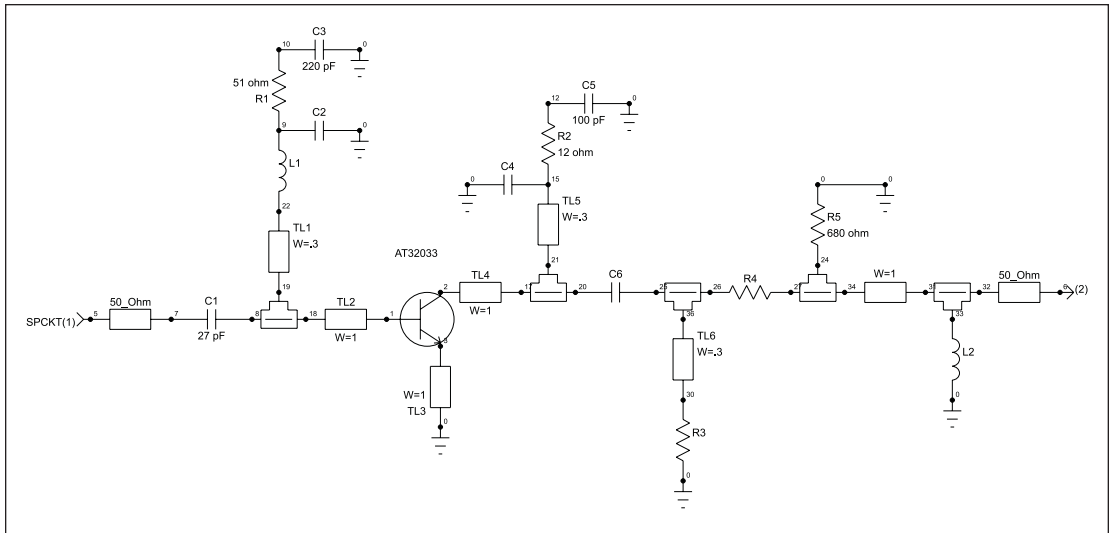 10
C3
0
220 pF
51 ohm
R1
9
C2
0
L1
22
TL1
W=.3
19
SPCKT(1)
5
50_Ohm
7
C1
27 pF
8
18
TL2
W=1
1
AT32033
2
3
W=1
TL3
0
TL4
W=1
17
12
C5
0
100 pF
R2
12 ohm
0
C4
15
TL5
W=.3
21
20
C6
25
26
36
TL6
W=.3
30
R3
0
R4
27
0
0
R5
680 ohm
24
34
W=1
31
32
33
L2
0
50_Ohm
6
(2)